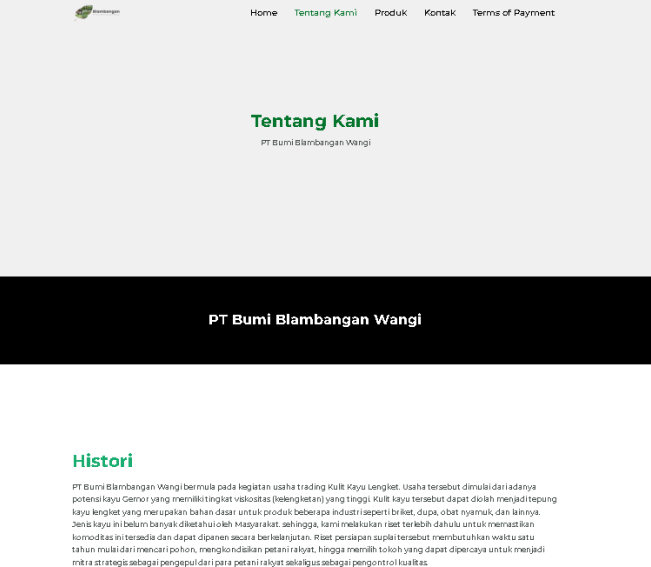 Blambangan
Home Tentang Kami Produk Kontak Terms of Payment
Tentang Kami
PT Bumi Blambangan Wangi
PT Bumi Blambangan Wangi
Histori
PT Bumi Blambangan Wangi bermula pada kegiatan usaha trading Kulit Kayu Lengket. Usaha tersebut dimulai dari adanya
potensi kayu Gemor yang memiliki tingkat viskositas (kelengketan) yang tinggi. Kulit kayu tersebut dapat diolah menjadi tepung
kayu lengket yang merupakan bahan dasar untuk produk beberapa industri seperti briket, dupa, obat nyamuk, dan lainnya.
Jenis kayu ini belum banyak diketahui oleh Masyarakat. sehingga, kami melakukan riset terlebih dahulu untuk memastikan
komoditas ini tersedia dan dapat dipanen secara berkelanjutan. Riset persiapan suplai tersebut membutuhkan waktu satu
tahun mulai dari mencari pohon, mengkondisikan petani rakyat, hingga memilih tokoh yang dapat dipercaya untuk menjadi
mitra strategis sebagai pengepul dari para petani rakyat sekaligus sebagai pengontrol kualitas.